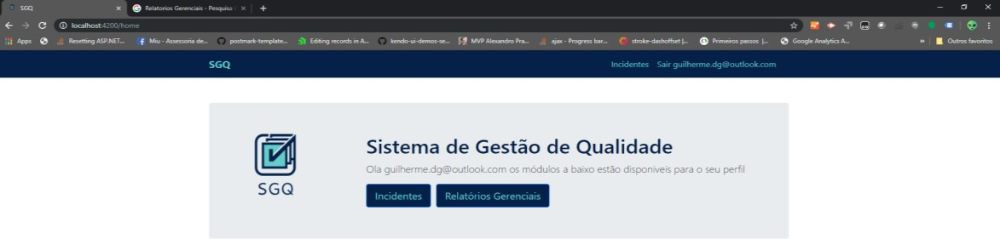 SGQ
Relatorios Gerenciais - Pesquisa
localhost:4200/home
Apps Resetting ASP.NET... Miu - Assessoria de... postmark-template... Editing records in A... kendo-ui-demos-se... MVP Alexandro Pra... ajax - Progress bar... stroke-dashoffset |... Primeiros passos |... Google Analytics A... » Outros favoritos
SGQ Incidentes Sair guilherme.dg@outlook.com
Sistema de Gestão de Qualidade
Ola guilherme.dg@outlook.com os módulos a baixo estão disponiveis para o seu perfil
SGQ
Incidentes Relatórios Gerenciais